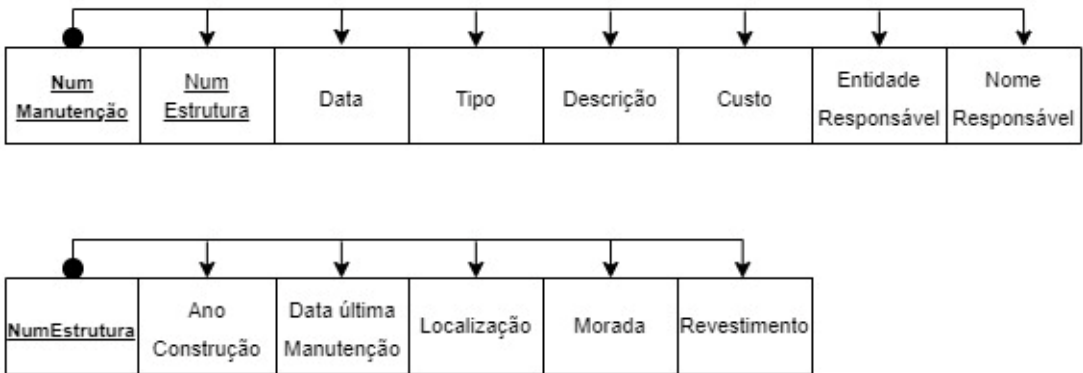 Num
Manutenção
Num
Estrutura
Data
Tipo
Descrição
Custo
Entidade
Responsável
Nome
Responsável
NumEstrutura
Ano
Construção
Data última
Manutenção
Localização
Morada
Revestimento